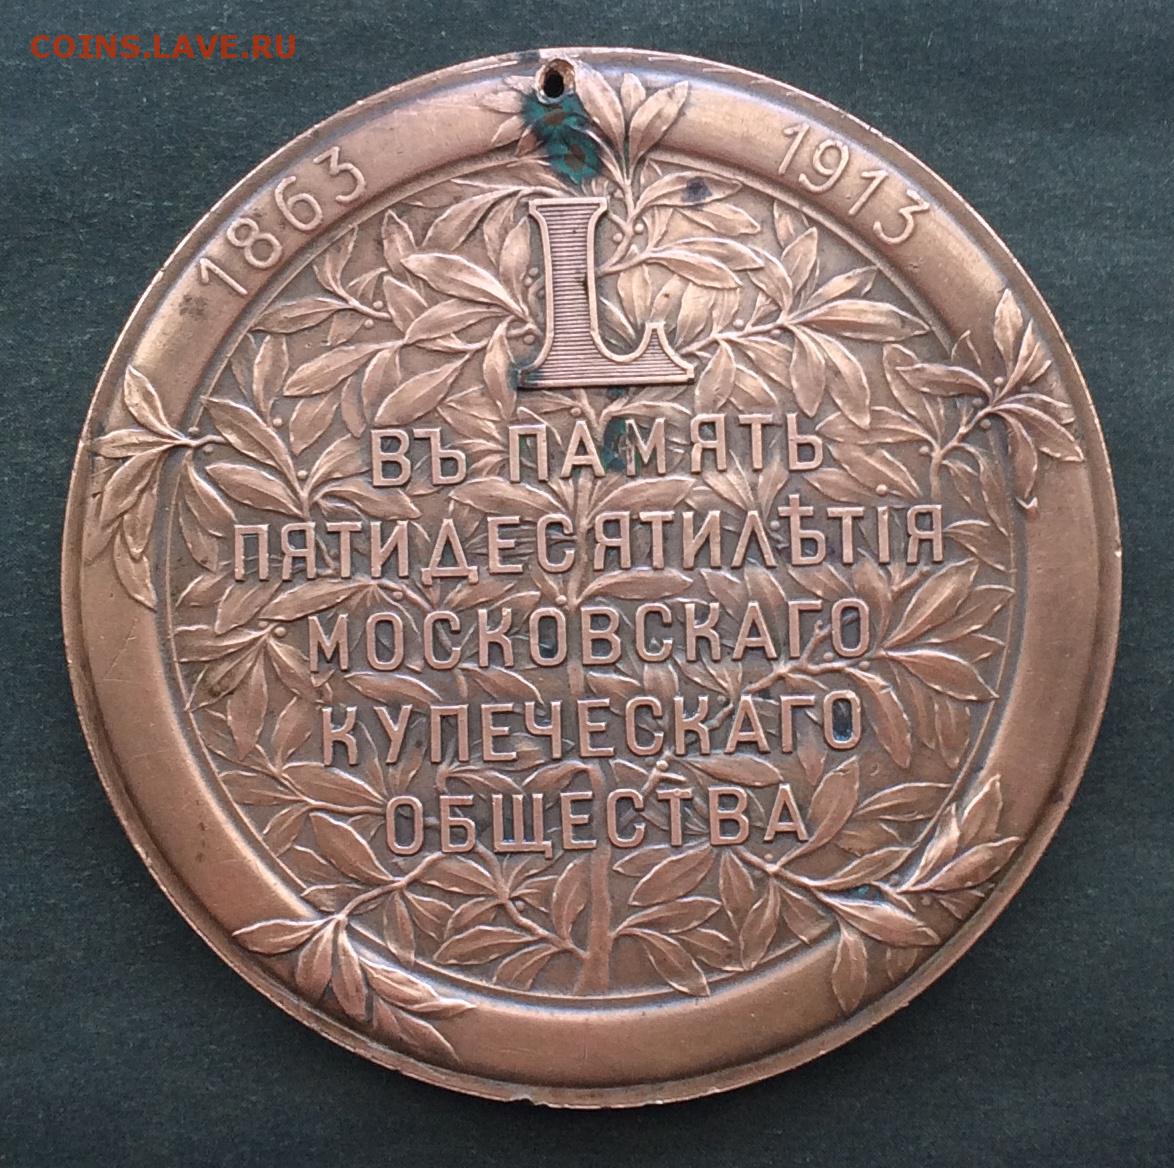 COINS.LAVE.RU
1863 1913
L
ВЪ ПАМЯТЬ
ПЯТИДЕСЯТИЛѢТІЯ
МОСКОВСКАГО
КУПЕЧЕСКАГО
ОБЩЕСТВА